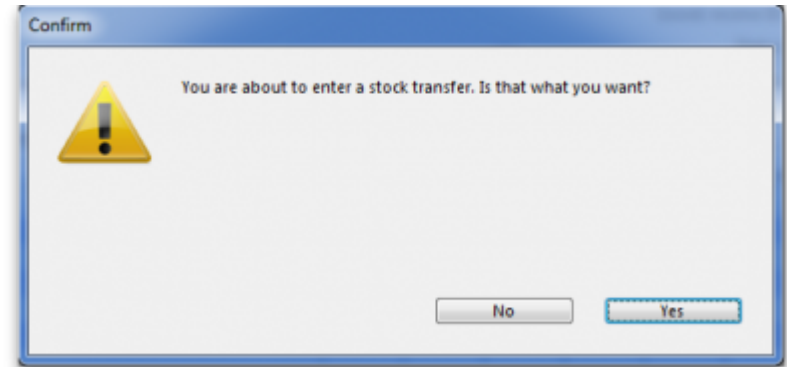 Confirm
You are about to enter a stock transfer. Is that what you want?
No
Yes